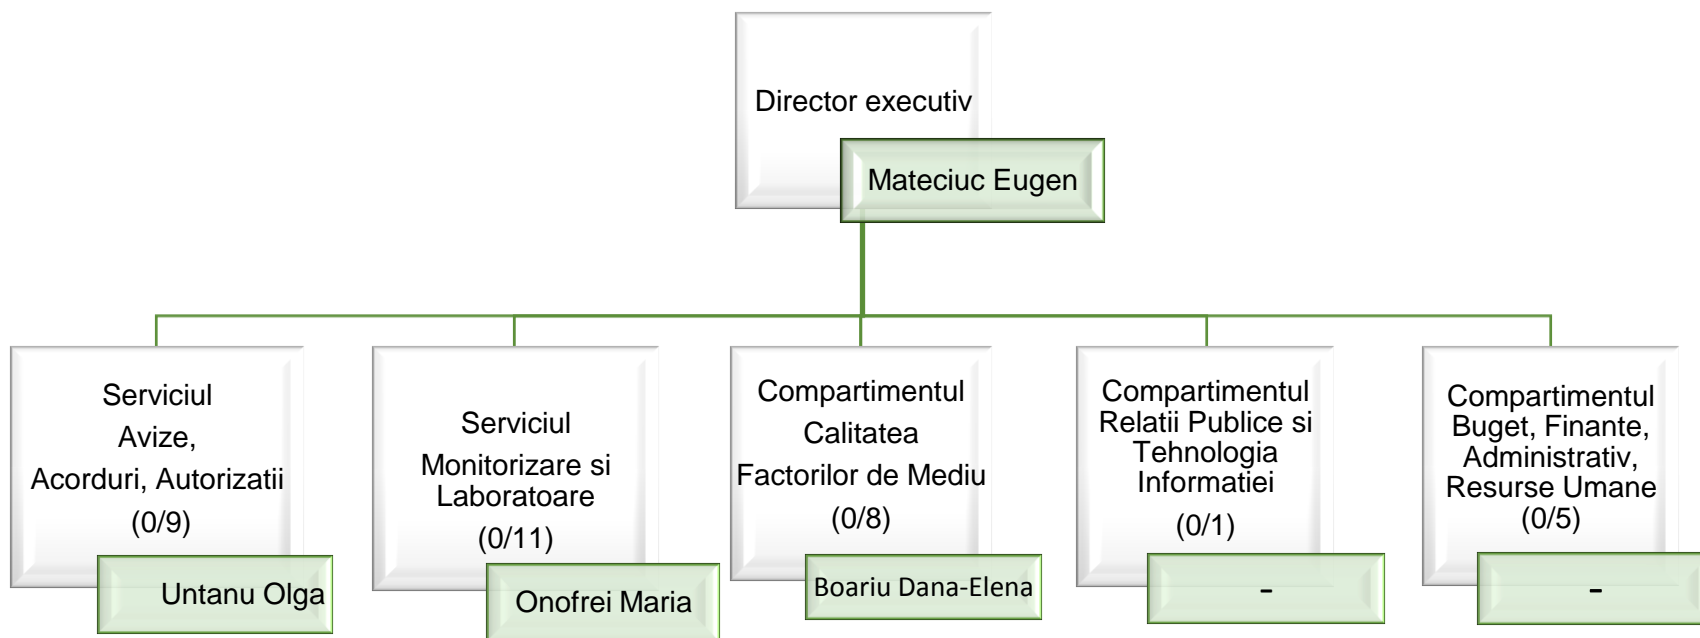 Director executiv
Mateciuc Eugen
Serviciul
Avize,
Acorduri, Autorizatii
(0/9)
Untanu Olga
Serviciul
Monitorizare si
Laboratoare
(0/11)
Onofrei Maria
Compartimentul
Calitatea
Factorilor de Mediu
(0/8)
Boariu Dana-Elena
Compartimentul
Relatii Publice si
Tehnologia
Informatiei
(0/1)
-
Compartimentul
Buget, Finante,
Administrativ,
Resurse Umane
(0/5)
-